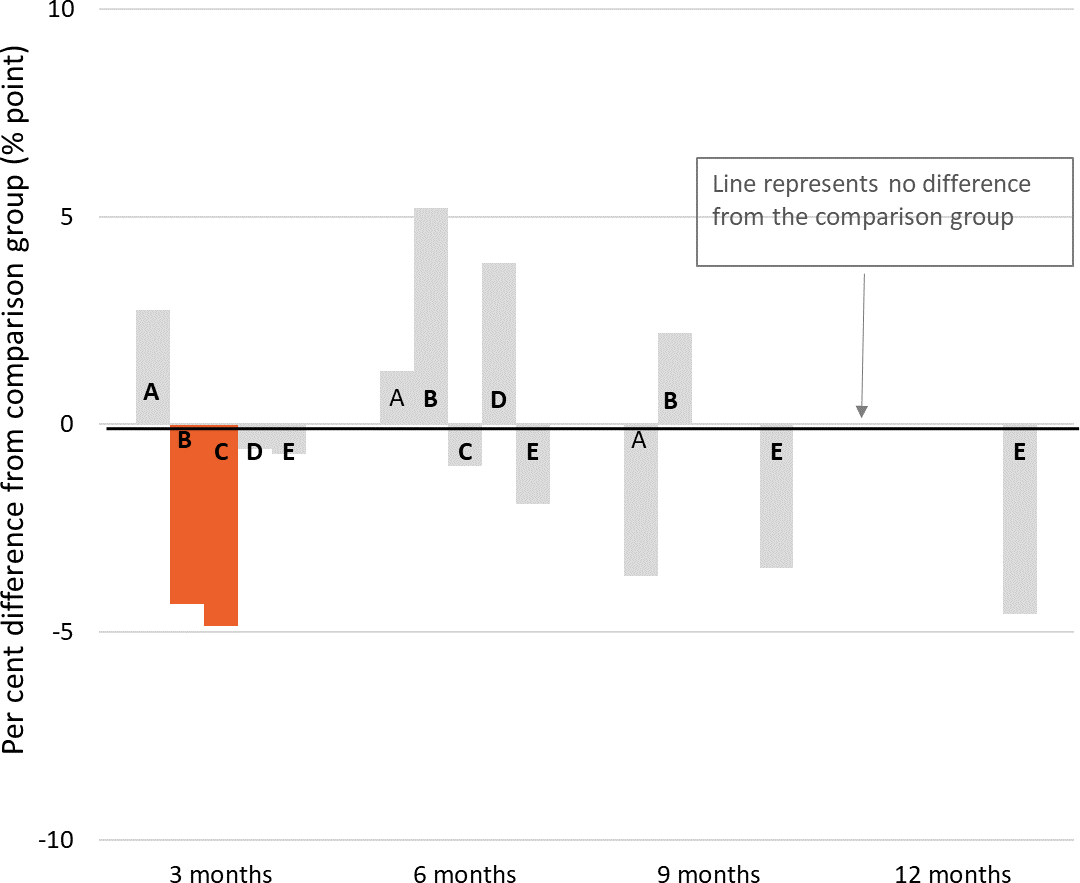 Per cent difference from comparison group (% point)
10
5
0
-5
-10
Line represents no difference
from the comparison group
A
B
C
D
E
A
B
C
D
E
A
B
E
E
3 months
6 months
9 months
12 months